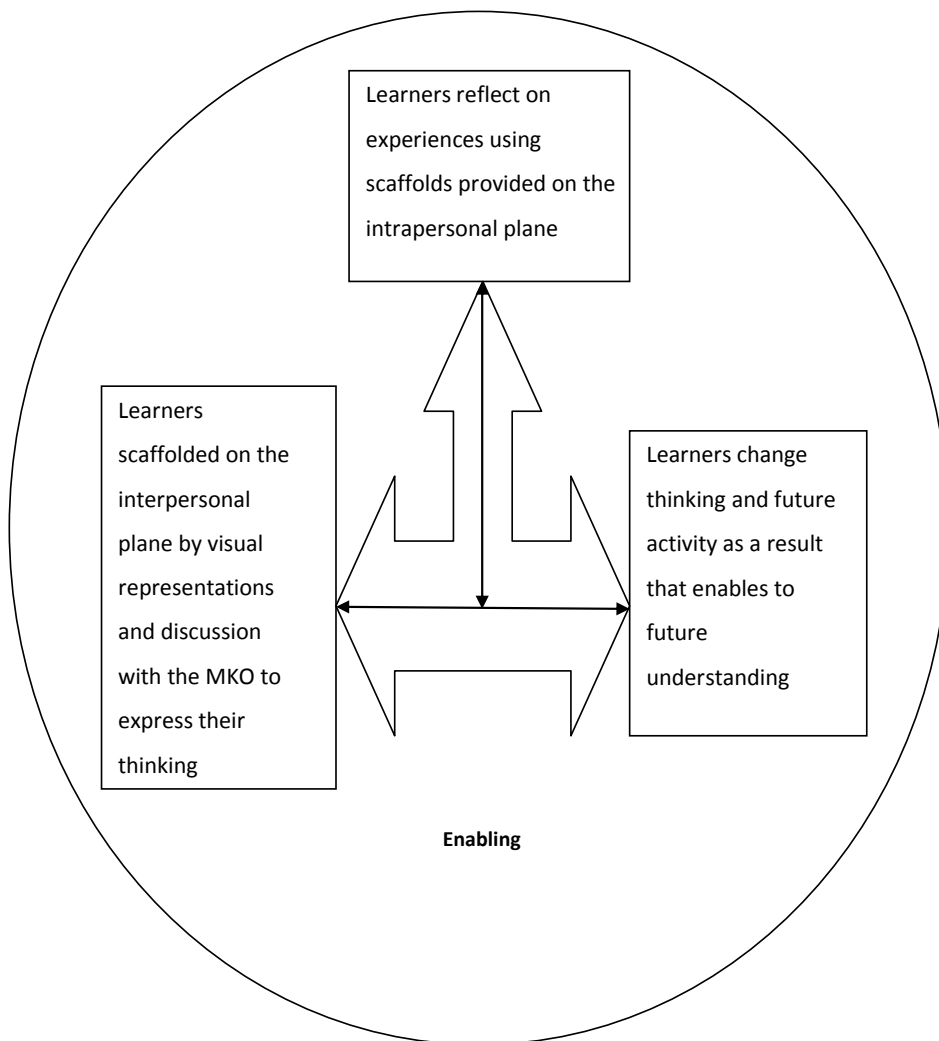 Learners reflect on
experiences using
scaffolds provided on the
intrapersonal plane
Learners
scaffolded on the
interpersonal
plane by visual
representations
and discussion
with the MKO to
express their
thinking
Learners change
thinking and future
activity as a result
that enables to
future
understanding
Enabling